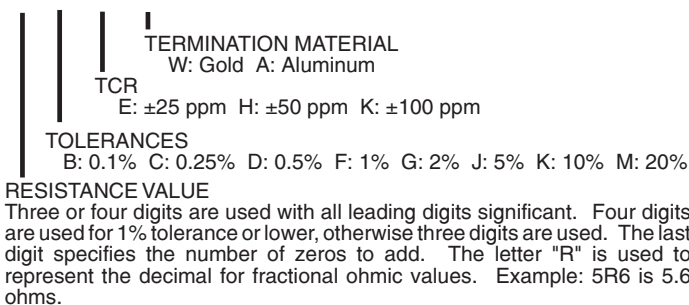 TERMINATION MATERIAL
W: Gold A: Aluminum
TCR
E: ±25 ppm H: ±50 ppm K: ±100 ppm
TOLERANCES
B: 0.1% C: 0.25% D: 0.5% F: 1% G: 2% J: 5% K: 10% M: 20%
RESISTANCE VALUE
Three or four digits are used with all leading digits significant. Four digits
are used for 1% tolerance or lower, otherwise three digits are used. The last
digit specifies the number of zeros to add. The letter "R" is used to
represent the decimal for fractional ohmic values. Example: 5R6 is 5.6
ohms.